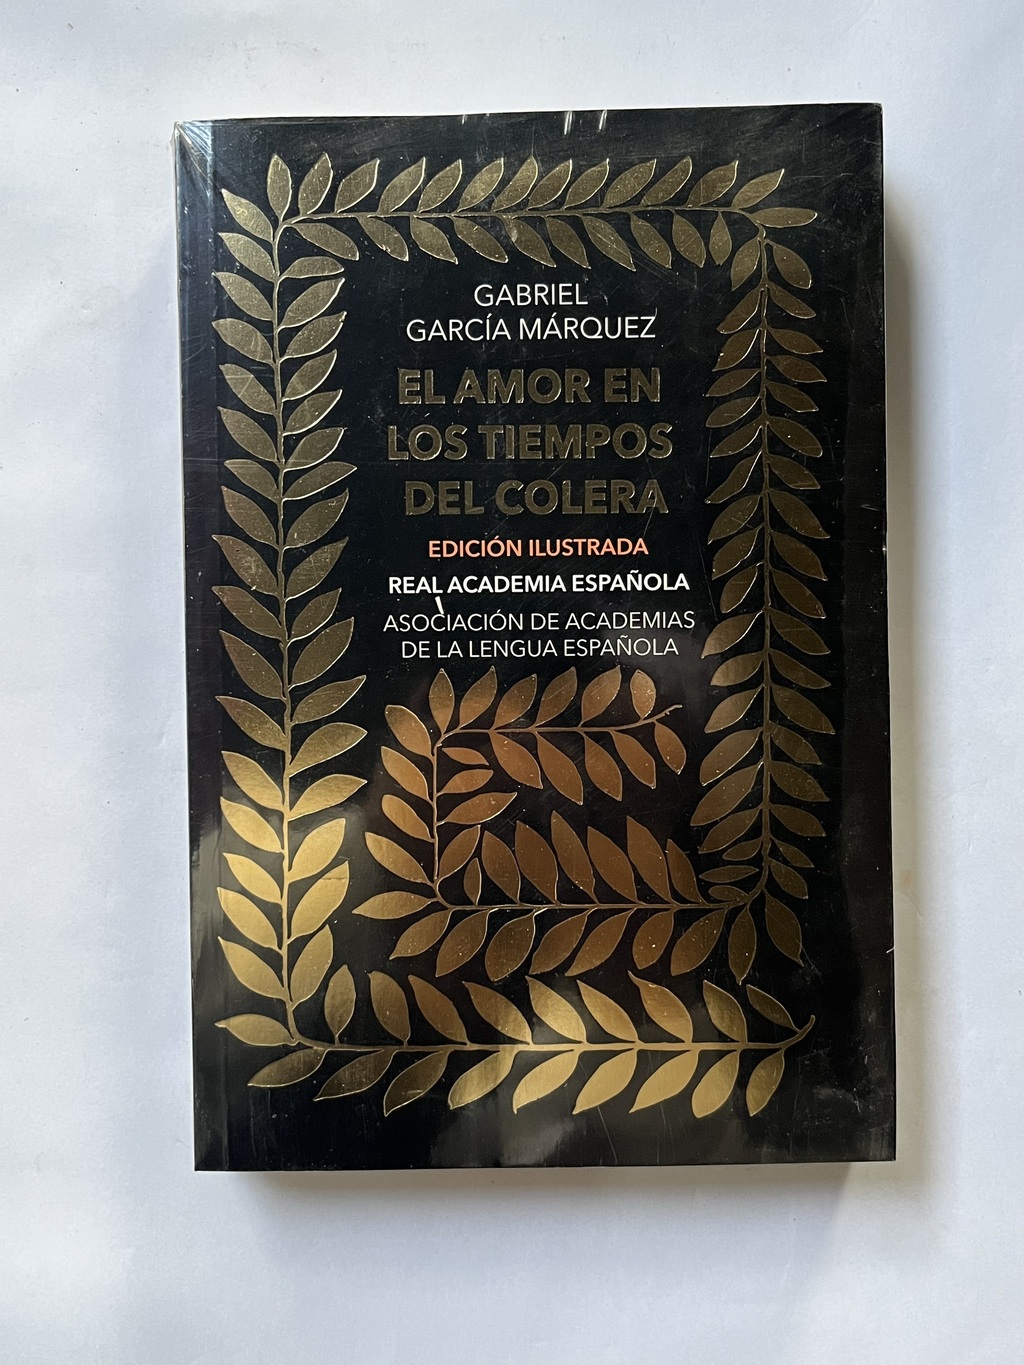 GABRIEL
GARCÍA MÁRQUEZ
EL AMOR EN
LOS TIEMPOS
DEL COLERA
EDICIÓN ILUSTRADA
REAL ACADEMIA ESPAÑOLA
ASOCIACIÓN DE ACADEMIAS
DE LA LENGUA ESPAÑOLA